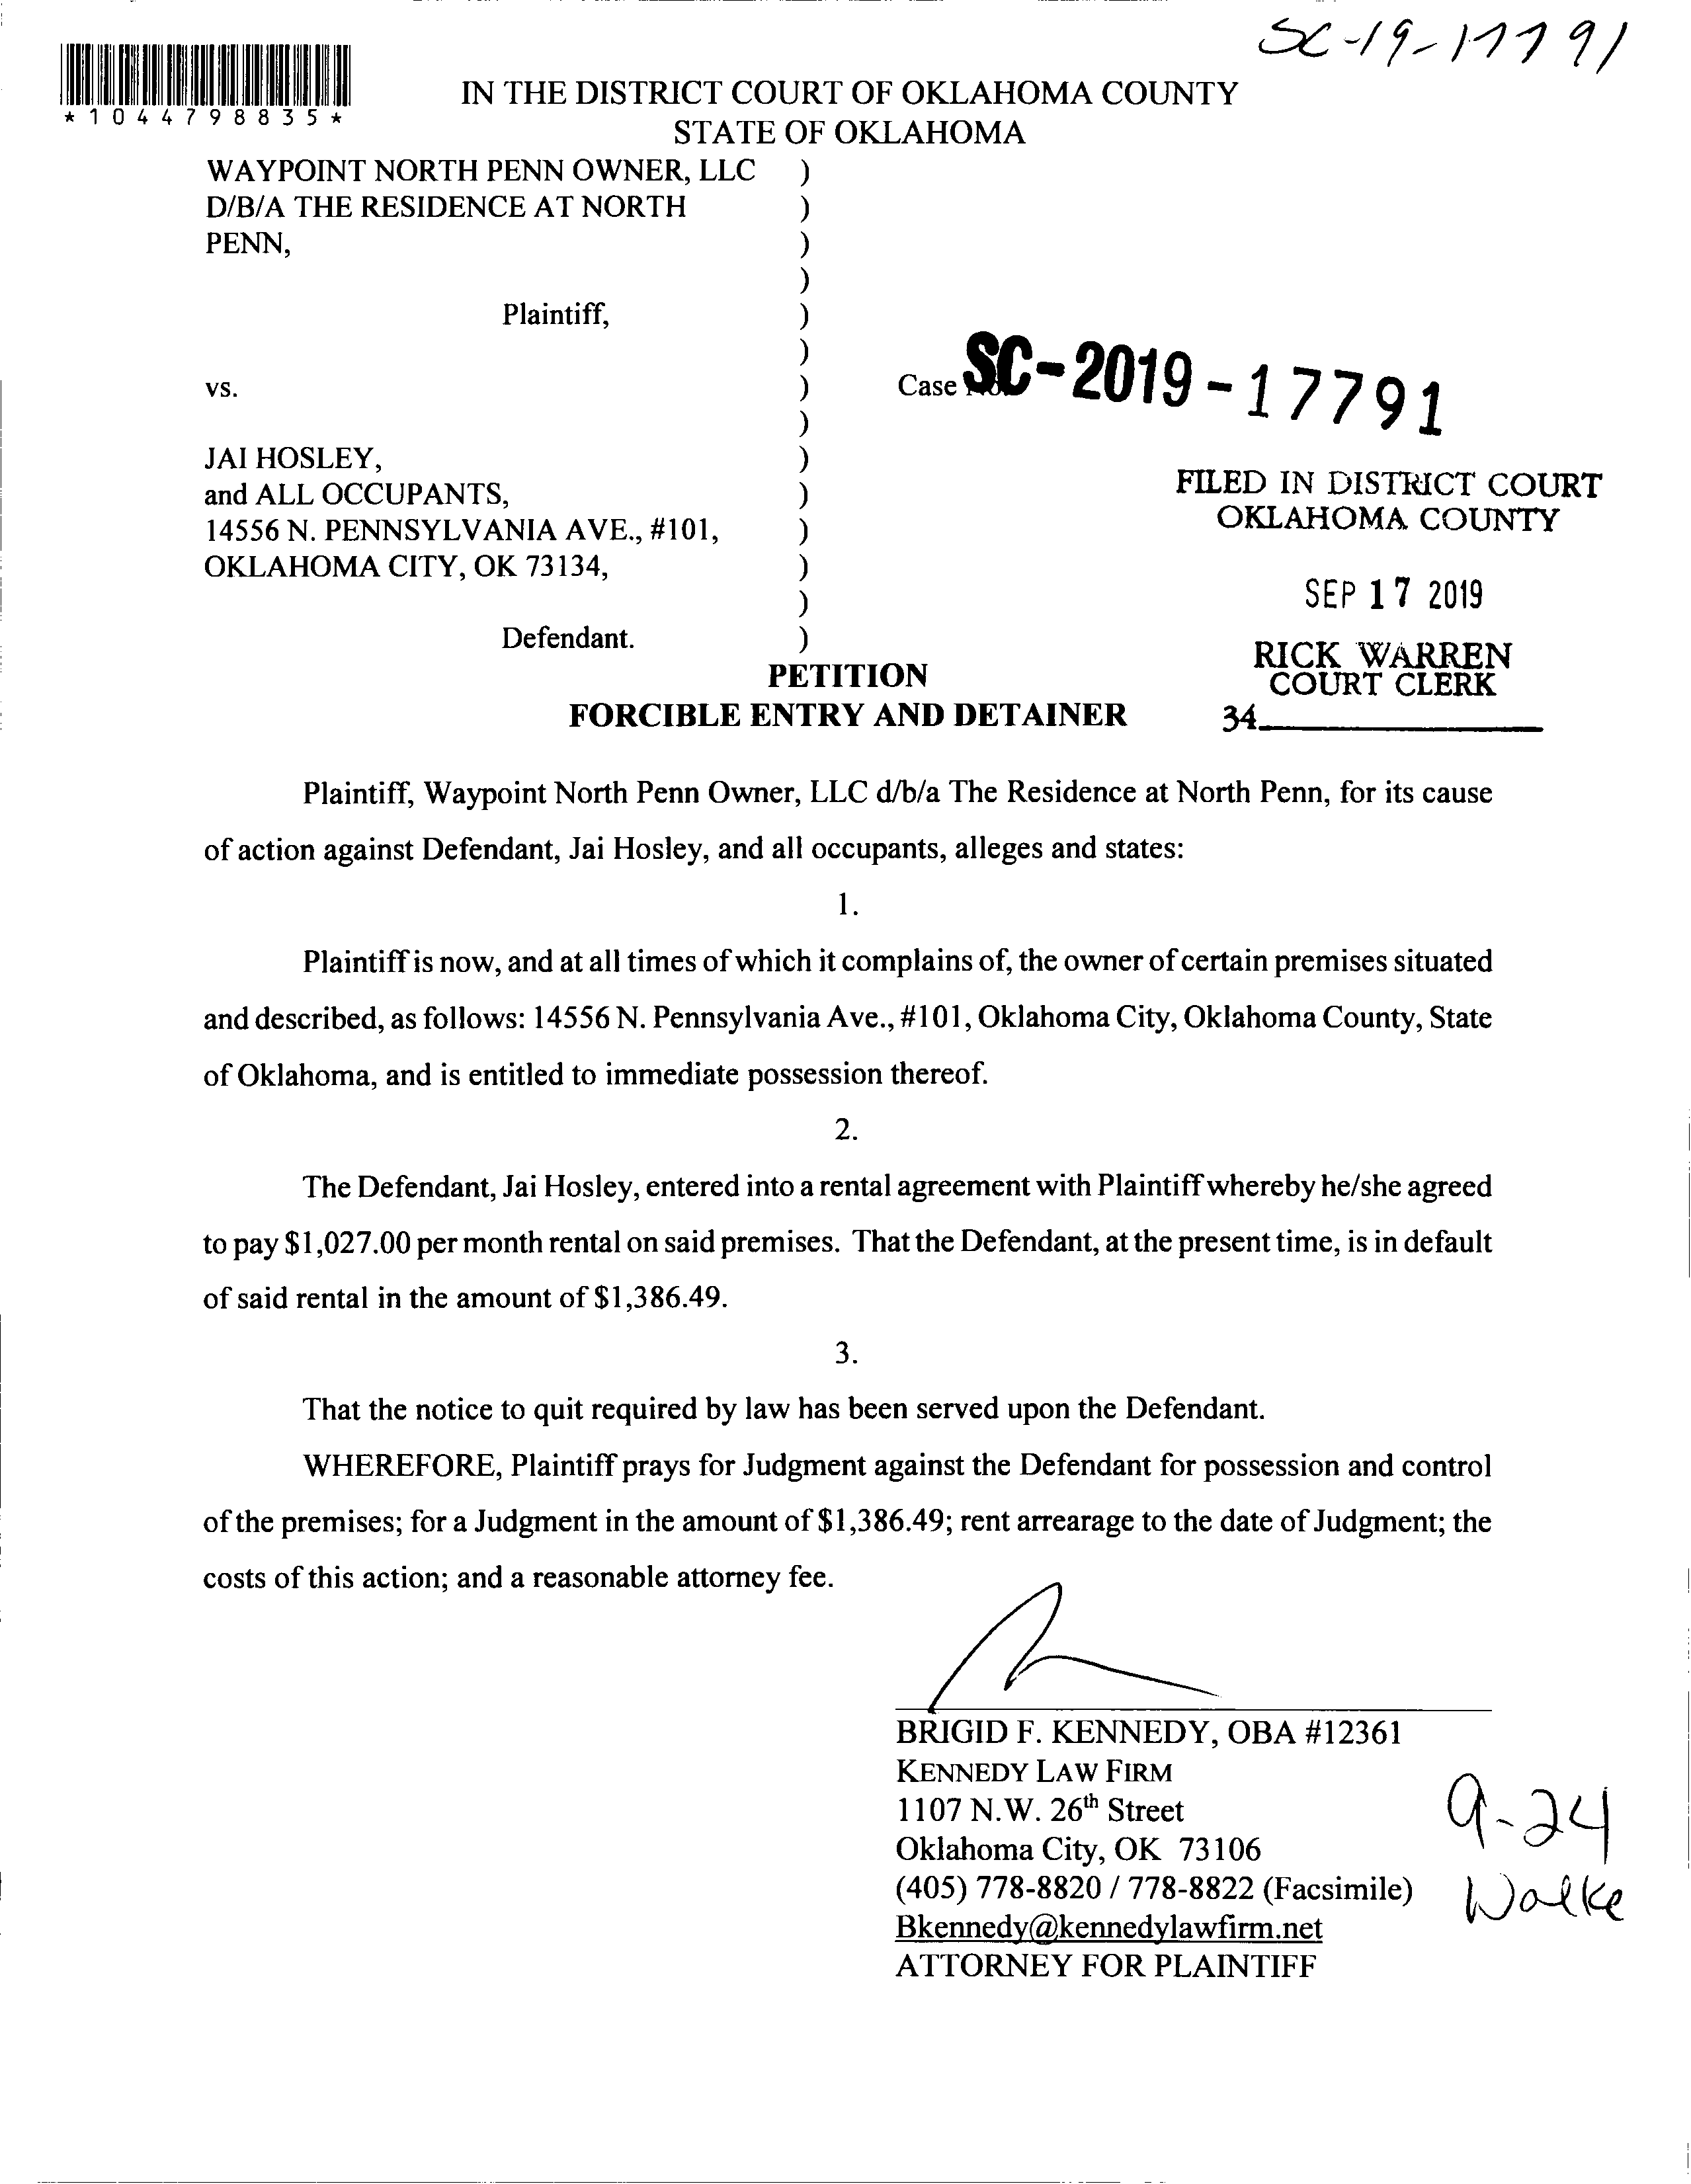 SC-19-17791
*1044798835*
IN THE DISTRICT COURT OF OKLAHOMA COUNTY
STATE OF OKLAHOMA
WAYPOINT NORTH PENN OWNER, LLC )
D/B/A THE RESIDENCE AT NORTH )
PENN, )
)
Plaintiff, )
)
vs. ) Case No. SC-2019-17791
)
JAI HOSLEY, )
and ALL OCCUPANTS, )
14556 N. PENNSYLVANIA AVE., #101, )
OKLAHOMA CITY, OK 73134, )
)
Defendant. )
FILED IN DISTRICT COURT
OKLAHOMA COUNTY
SEP 17 2019
RICK WARREN
COURT CLERK
34
PETITION
FORCIBLE ENTRY AND DETAINER
Plaintiff, Waypoint North Penn Owner, LLC d/b/a The Residence at North Penn, for its cause
of action against Defendant, Jai Hosley, and all occupants, alleges and states:
1.
Plaintiff is now, and at all times of which it complains of, the owner of certain premises situated
and described, as follows: 14556 N. Pennsylvania Ave., #101, Oklahoma City, Oklahoma County, State
of Oklahoma, and is entitled to immediate possession thereof.
2.
The Defendant, Jai Hosley, entered into a rental agreement with Plaintiff whereby he/she agreed
to pay $1,027.00 per month rental on said premises. That the Defendant, at the present time, is in default
of said rental in the amount of $1,386.49.
3.
That the notice to quit required by law has been served upon the Defendant.
WHEREFORE, Plaintiff prays for Judgment against the Defendant for possession and control
of the premises; for a Judgment in the amount of $1,386.49; rent arrearage to the date of Judgment; the
costs of this action; and a reasonable attorney fee.
BRIGID F. KENNEDY, OBA #12361
KENNEDY LAW FIRM
1107 N.W. 26th Street
Oklahoma City, OK 73106
(405) 778-8820 / 778-8822 (Facsimile)
Bkennedy@kennedylawfirm.net
ATTORNEY FOR PLAINTIFF
9-24
Walke